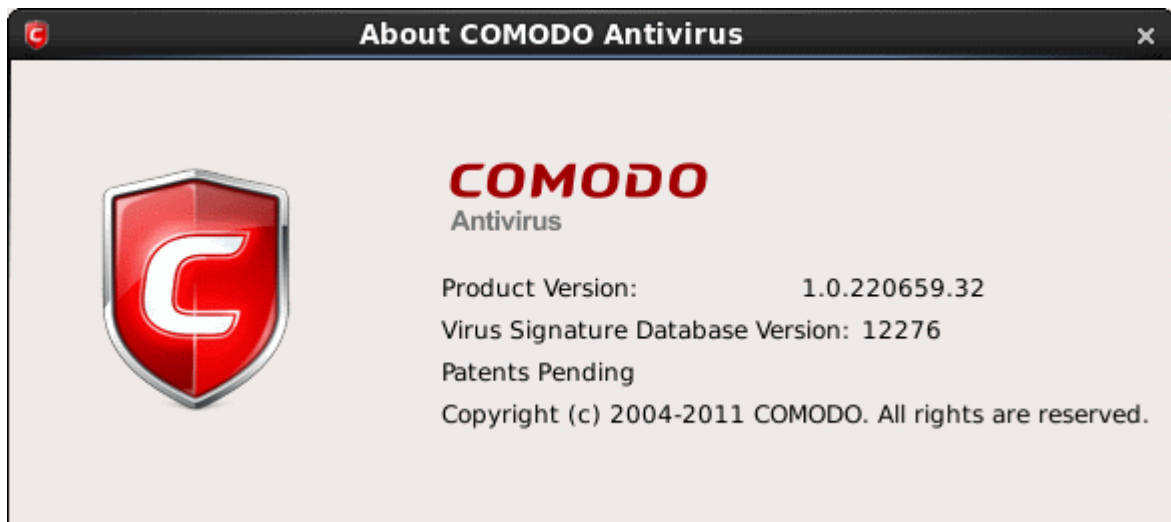 About COMODO Antivirus
COMODO
Antivirus
Product Version: 1.0.220659.32
Virus Signature Database Version: 12276
Patents Pending
Copyright (c) 2004-2011 COMODO. All rights are reserved.